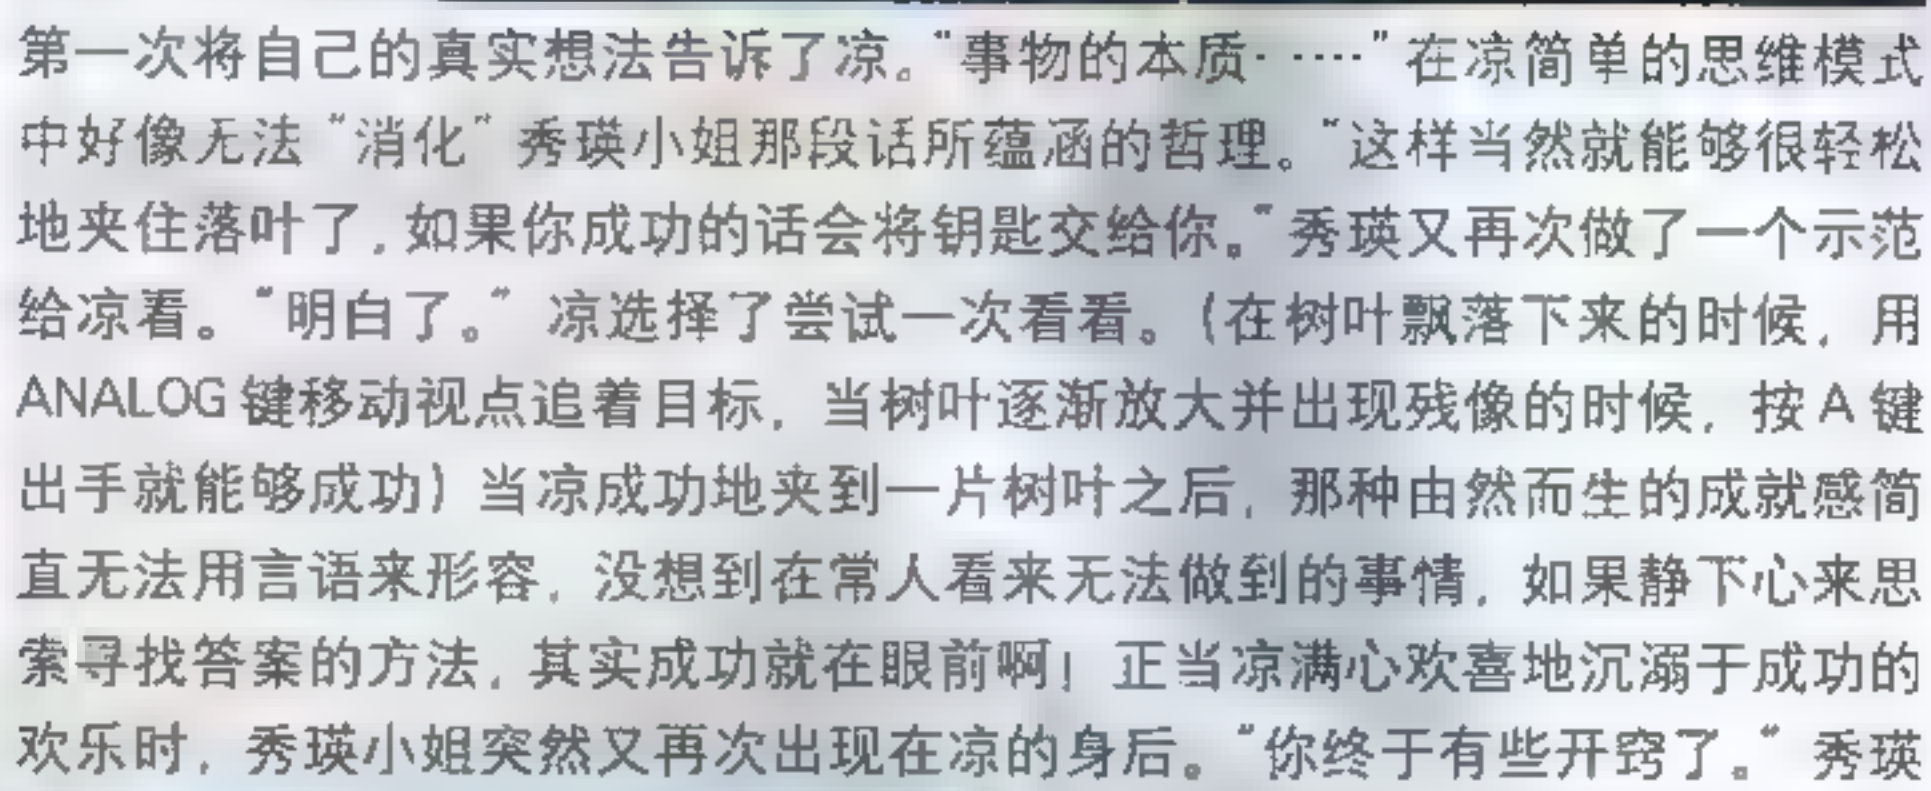 第一次将自己的真实想法告诉了凉。“事物的本质······”在凉简单的思维模式
中好像无法“消化”秀瑛小姐那段话所蕴涵的哲理。“这样当然就能够很轻松
地夹住落叶了,如果你成功的话会将钥匙交给你。”秀瑛又再次做了一个示范
给凉看。“明白了。”凉选择了尝试一次看看。(在树叶飘落下来的时候,用
ANALOG键移动视点追着目标,当树叶逐渐放大并出现残像的时候,按A键
出手就能够成功)当凉成功地夹到一片树叶之后,那种由然而生的成就感简
直无法用言语来形容,没想到在常人看来无法做到的事情,如果静下心来思
索寻找答案的方法,其实成功就在眼前啊!正当凉满心欢喜地沉溺于成功的
欢乐时,秀瑛小姐突然又再次出现在凉的身后。“你终于有些开窍了。”秀瑛